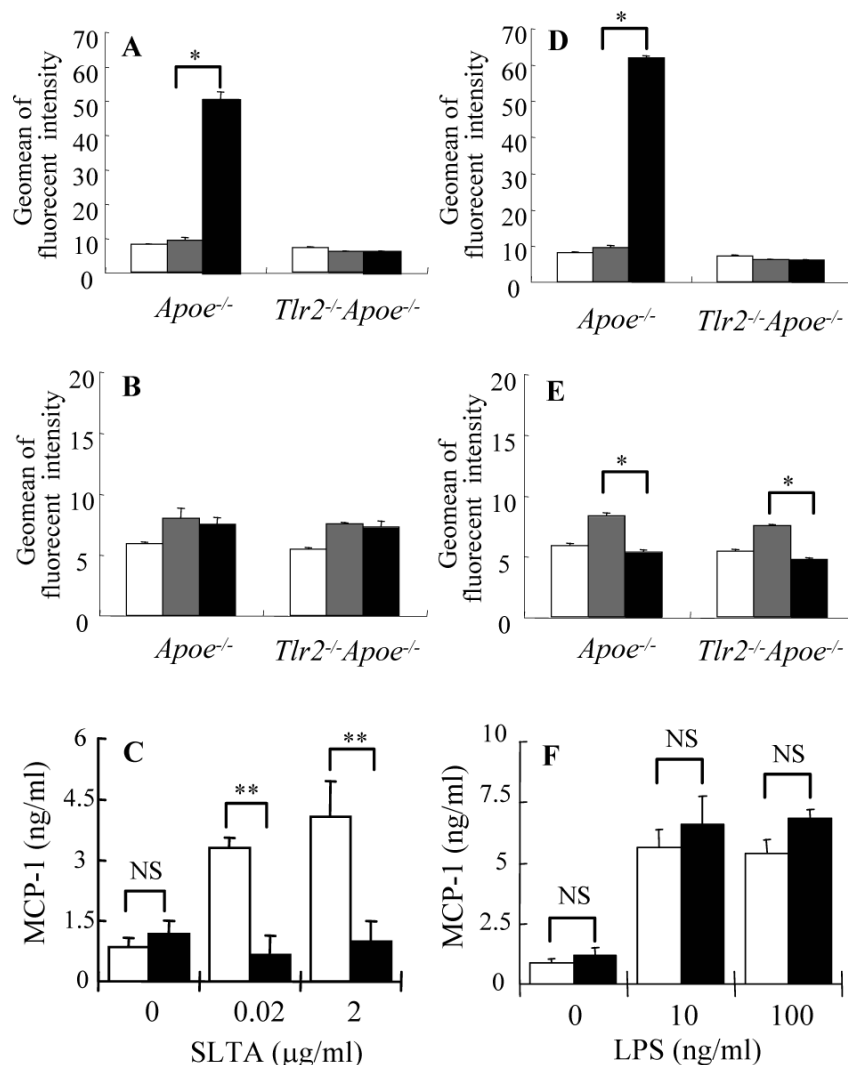 A
Geomean of
fluorecent intensity
70
60
50
40
30
20
10
0
*
Apoe-/-
Tlr2-/-Apoe-/-
D
Geomean of
fluorecent intensity
70
60
50
40
30
20
10
0
*
Apoe-/-
Tlr2-/-Apoe-/-
B
Geomean of
fluorecent intensity
20
15
10
5
0
Apoe-/-
Tlr2-/-Apoe-/-
E
Geomean of
fluorecent intensity
20
15
10
5
0
*
*
Apoe-/-
Tlr2-/-Apoe-/-
C
MCP-1 (ng/ml)
6
4.5
3
1.5
0
NS
**
**
0
0.02
2
SLTA (μg/ml)
F
MCP-1 (ng/ml)
10
7.5
5
2.5
0
NS
NS
NS
0
10
100
LPS (ng/ml)